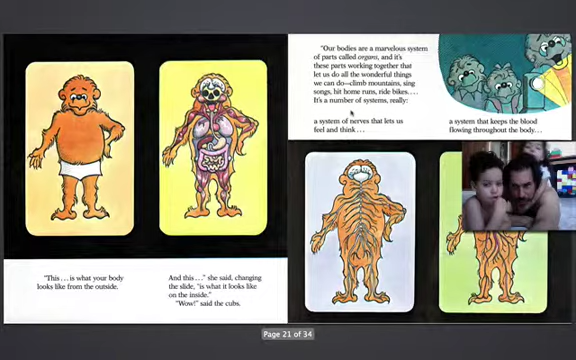 "Our bodies are a marvelous system
of parts called organs, and it's
these parts working together that
let us do all the wonderful things
we can do—climb mountains, sing
songs, hit home runs, ride bikes....
It's a number of systems, really:
a system of nerves that lets us
feel and think...
a system that keeps the blood
flowing throughout the body...
"This...is what your body
looks like from the outside.
And this..." she said, changing
the slide, "is what it looks like
on the inside."
"Wow!" said the cubs.
Page 21 of 34